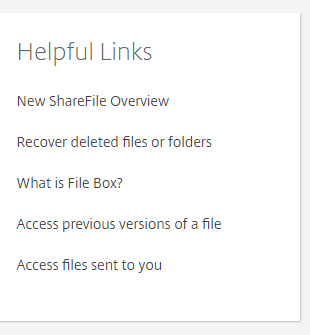 Helpful Links
New ShareFile Overview
Recover deleted files or folders
What is File Box?
Access previous versions of a file
Access files sent to you